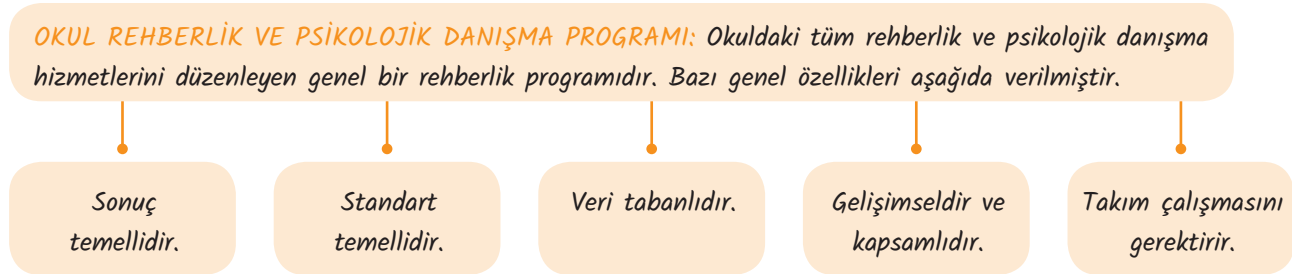 OKUL REHBERLİK VE PSİKOLOJİK DANIŞMA PROGRAMI: Okuldaki tüm rehberlik ve psikolojik danışma
hizmetlerini düzenleyen genel bir rehberlik programıdır. Bazı genel özellikleri aşağıda verilmiştir.
Sonuç
temellidir.
Standart
temellidir.
Veri tabanlıdır.
Gelişimseldir ve
kapsamlıdır.
Takım çalışmasını
gerektirir.